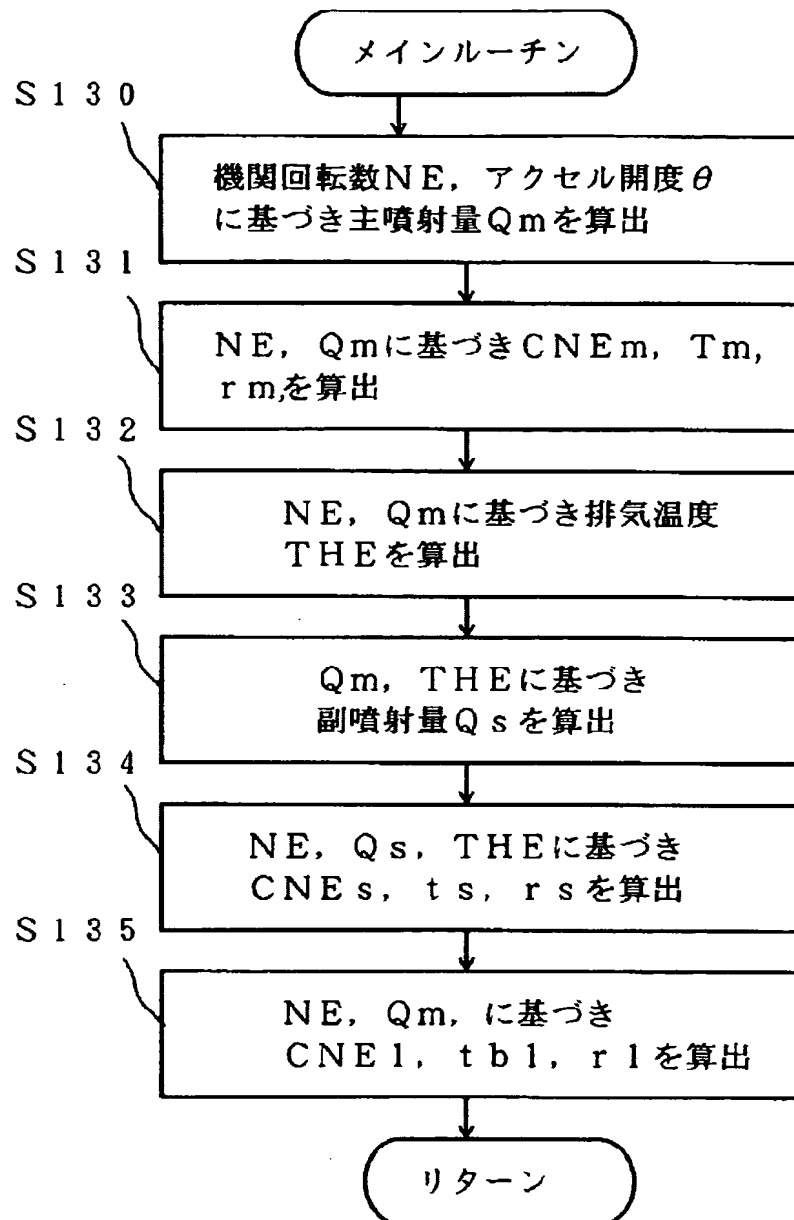 メインルーチン
S130
機関回転数NE，アクセル開度θ
に基づき主噴射量Qmを算出
S131
NE，Qmに基づきCNEm，Tm，
rm,を算出
S132
NE，Qmに基づき排気温度
THEを算出
S133
Qm，THEに基づき
副噴射量Qsを算出
S134
NE，Qs，THEに基づき
CNEs，ts，rsを算出
S135
NE，Qm，に基づき
CNE1，tb1，r1を算出
リターン